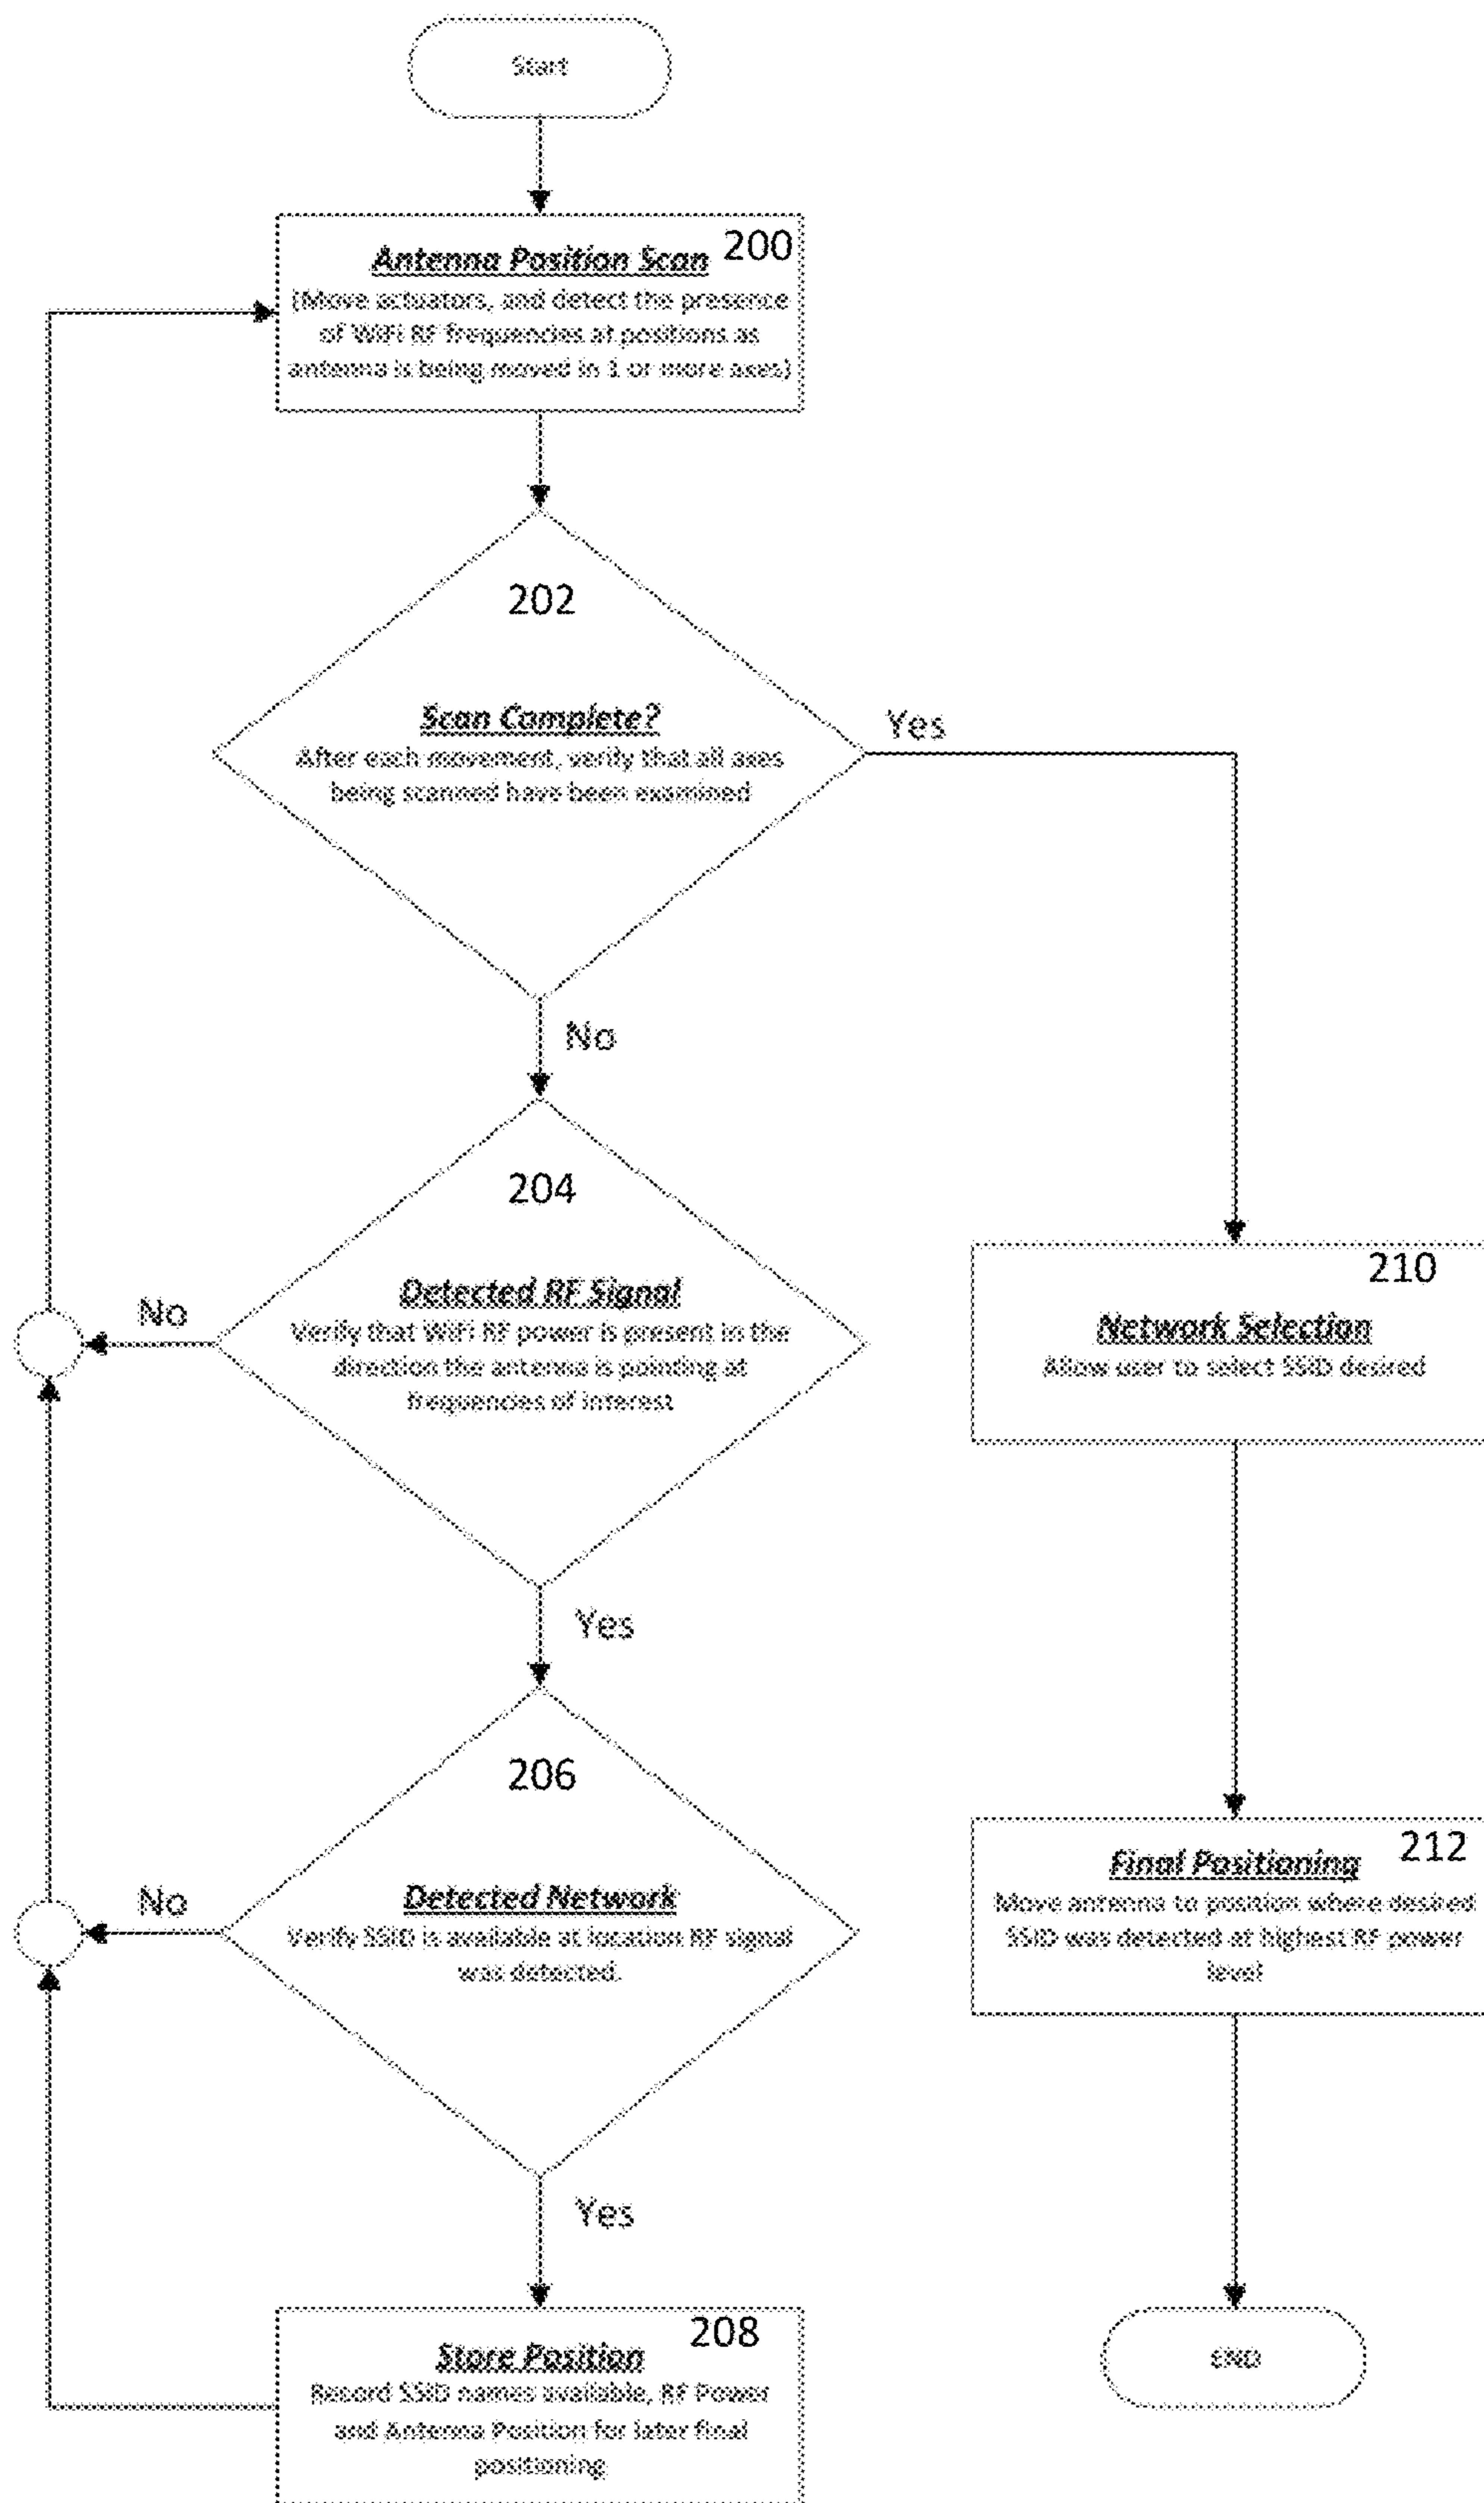 Start
200
Antenna Position Scan
(Move actuators, and detect the presence
of WiFi RF frequencies at positions as
antenna is being moved in 1 or more axes)
202
Scan Complete?
After each movement, verify that all axes
being scanned have been examined
Yes
No
204
Detected RF Signal
Verify that WiFi RF power is present in the
direction the antenna is pointing at
frequencies of interest
No
Yes
206
Detected Network
Verify SSID is available at location RF signal
was detected.
No
Yes
208
Store Position
Record SSID names available, RF Power
and Antenna Position for later final
positioning
210
Network Selection
Allow user to select SSID desired
212
Final Positioning
Move antenna to position where desired
SSID was detected at highest RF power
level
END